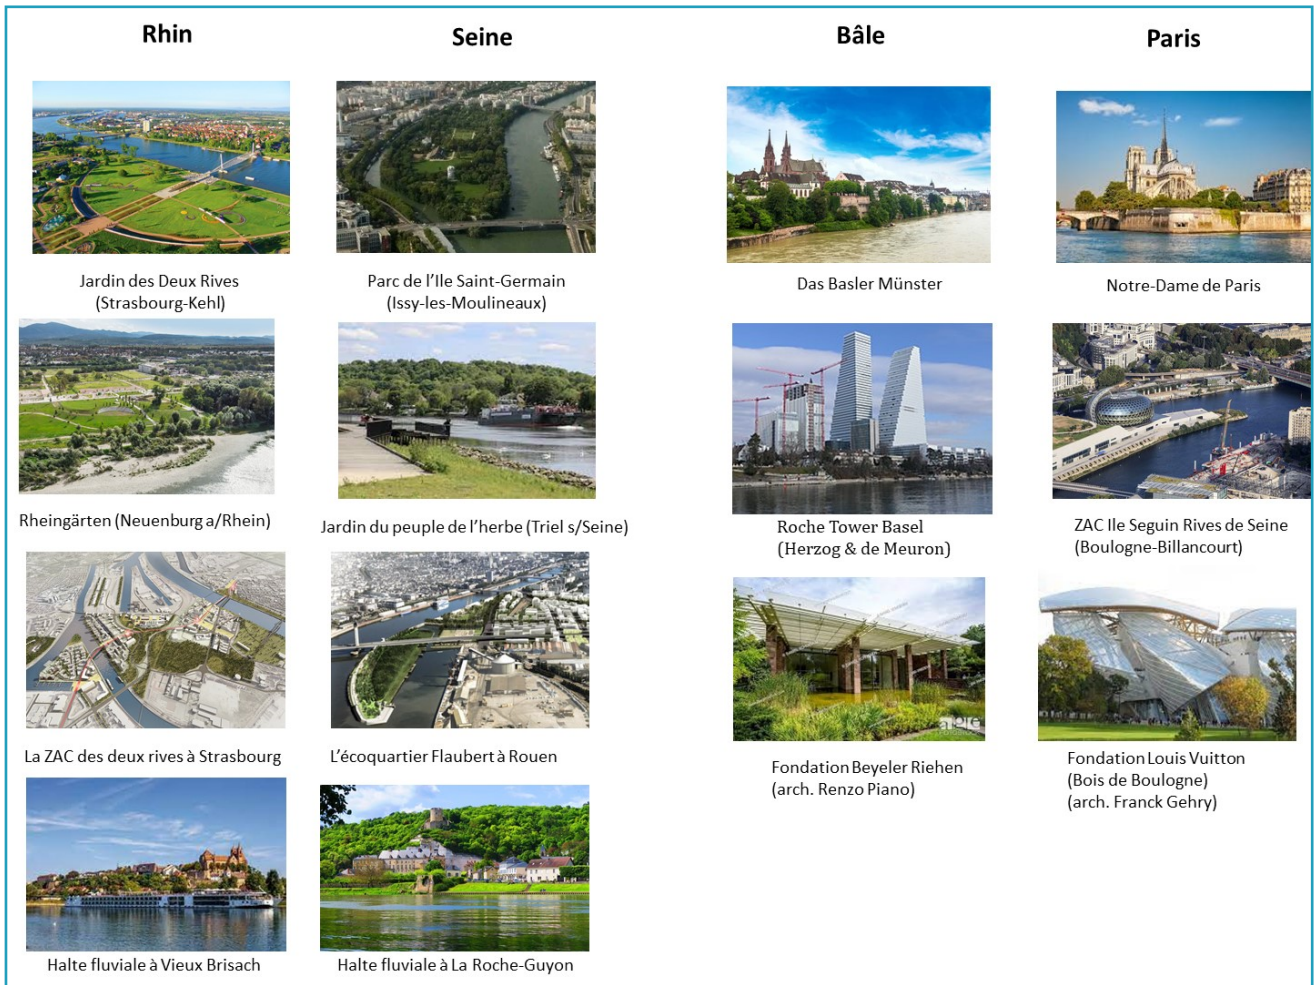 Rhin
Seine
Bâle
Paris
Jardin des Deux Rives
(Strasbourg-Kehl)
Parc de l'Ile Saint-Germain
(Issy-les-Moulineaux)
Das Basler Münster
Notre-Dame de Paris
Rheingärten (Neuenburg a/Rhein)
Jardin du peuple de l'herbe (Triel s/Seine)
Roche Tower Basel
(Herzog & de Meuron)
ZAC Ile Seguin Rives de Seine
(Boulogne-Billancourt)
La ZAC des deux rives à Strasbourg
L'écoquartier Flaubert à Rouen
Fondation Beyeler Riehen
(arch. Renzo Piano)
Fondation Louis Vuitton
(Bois de Boulogne)
(arch. Franck Gehry)
Halte fluviale à Vieux Brisach
Halte fluviale à La Roche-Guyon